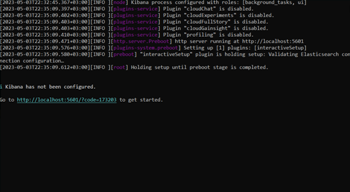 [2023-05-03T22:32:45.367+03:00][INFO ][node] Kibana process configured with roles: [background_tasks, ui]
[2023-05-03T22:35:09.397+03:00][INFO ][plugins-service] Plugin "cloudChat" is disabled.
[2023-05-03T22:35:09.402+03:00][INFO ][plugins-service] Plugin "cloudExperiments" is disabled.
[2023-05-03T22:35:09.402+03:00][INFO ][plugins-service] Plugin "cloudFullStory" is disabled.
[2023-05-03T22:35:09.403+03:00][INFO ][plugins-service] Plugin "cloudGainsight" is disabled.
[2023-05-03T22:35:09.410+03:00][INFO ][plugins-service] Plugin "profiling" is disabled.
[2023-05-03T22:35:09.471+03:00][INFO ][http.server.Preboot] http server running at http://localhost:5601
[2023-05-03T22:35:09.576+03:00][INFO ][plugins-system.preboot] Setting up [1] plugins: [interactiveSetup]
[2023-05-03T22:35:09.580+03:00][INFO ][preboot] "interactiveSetup" plugin is holding setup: Validating Elasticsearch con
nection configuration…
[2023-05-03T22:35:09.612+03:00][INFO ][root] Holding setup until preboot stage is completed.
i Kibana has not been configured.
Go to http://localhost:5601/?code=173203 to get started.